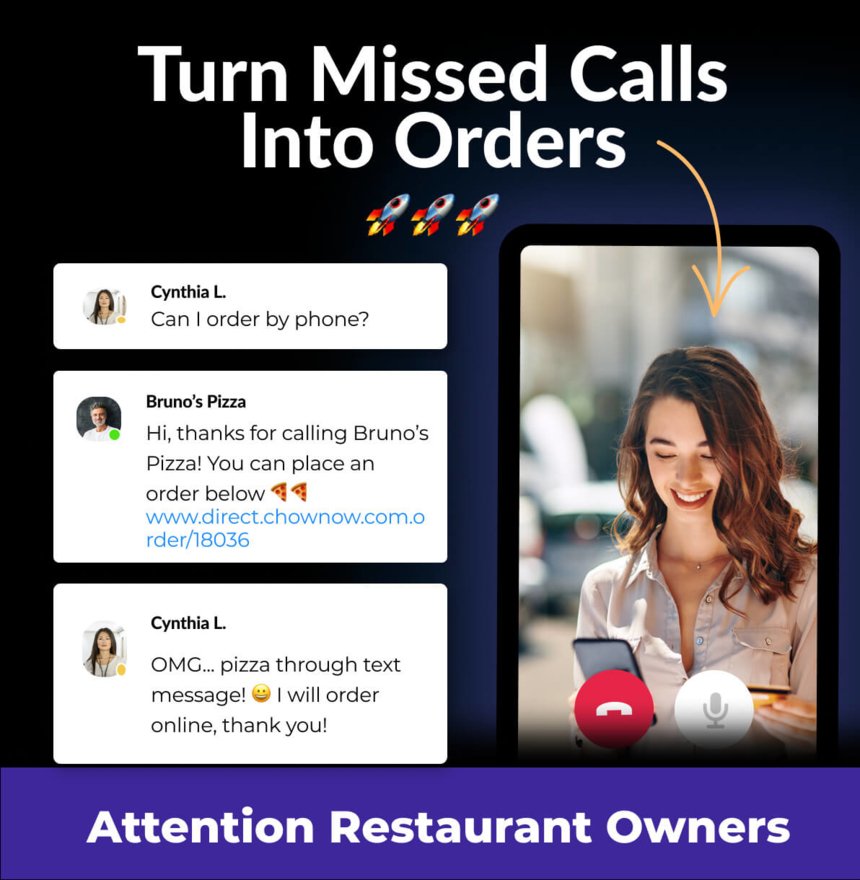 Turn Missed Calls
Into Orders
🚀🚀🚀
Cynthia L.
Can I order by phone?
Bruno’s Pizza
Hi, thanks for calling Bruno’s
Pizza! You can place an
order below 🍕🍕
www.direct.chownow.com.o
rder/18036
Cynthia L.
OMG... pizza through text
message! 😀 I will order
online, thank you!
Attention Restaurant Owners